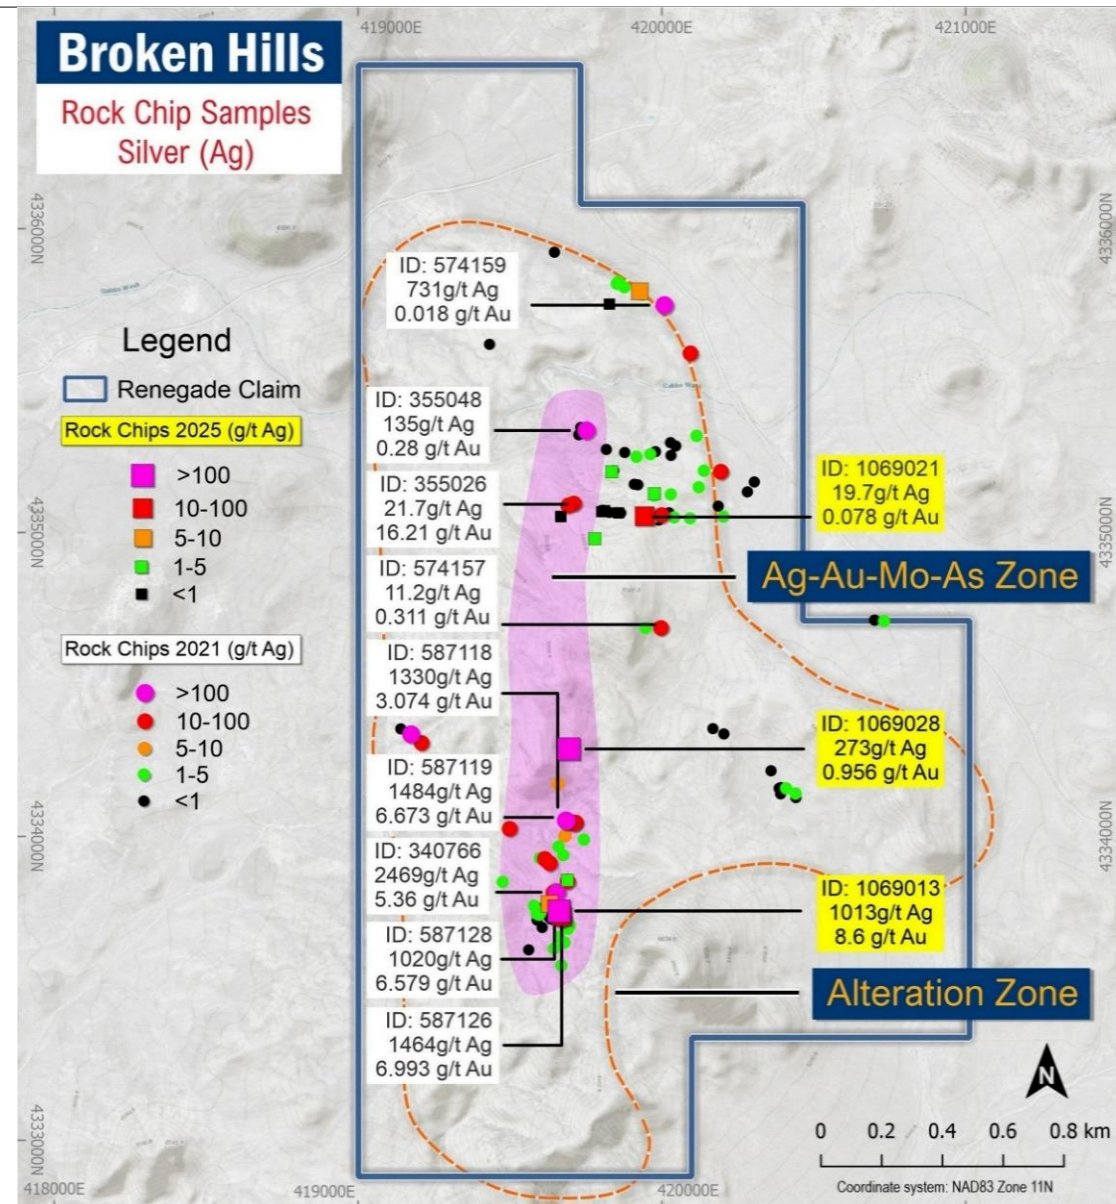 419000E
420000E
421000E
Broken Hills
Rock Chip Samples
Silver (Ag)
4336000N
4336000N
ID: 574159
731g/t Ag
0.018 g/t Au
Legend
Renegade Claim
Rock Chips 2025 (g/t Ag)
>100
10-100
5-10
1-5
<1
Rock Chips 2021 (g/t Ag)
>100
10-100
5-10
1-5
<1
ID: 355048
135g/t Ag
0.28 g/t Au
ID: 355026
21.7g/t Ag
16.21 g/t Au
ID: 1069021
19.7g/t Ag
0.078 g/t Au
4335000N
4335000N
ID: 574157
11.2g/t Ag
0.311 g/t Au
Ag-Au-Mo-As Zone
ID: 587118
1330g/t Ag
3.074 g/t Au
ID: 1069028
273g/t Ag
0.956 g/t Au
ID: 587119
1484g/t Ag
6.673 g/t Au
4334000N
4334000N
ID: 340766
2469g/t Ag
5.36 g/t Au
ID: 1069013
1013g/t Ag
8.6 g/t Au
ID: 587128
1020g/t Ag
6.579 g/t Au
Alteration Zone
ID: 587126
1464g/t Ag
6.993 g/t Au
N
4333000N
0 0.2 0.4 0.6 0.8 km
Coordinate system: NAD83 Zone 11N
418000E
419000E
420000E